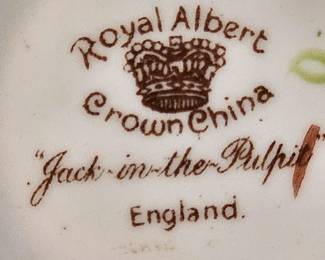 Royal Albert
Crown China
"Jack-in-the-Pulpit"
England.